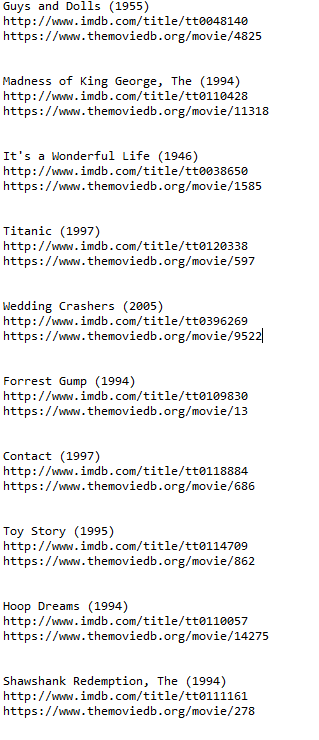 Guys and Dolls (1955)
http://www.imdb.com/title/tt0048140
https://www.themoviedb.org/movie/4825
Madness of King George, The (1994)
http://www.imdb.com/title/tt0110428
https://www.themoviedb.org/movie/11318
It's a Wonderful Life (1946)
http://www.imdb.com/title/tt0038650
https://www.themoviedb.org/movie/1585
Titanic (1997)
http://www.imdb.com/title/tt0120338
https://www.themoviedb.org/movie/597
Wedding Crashers (2005)
http://www.imdb.com/title/tt0396269
https://www.themoviedb.org/movie/9522
Forrest Gump (1994)
http://www.imdb.com/title/tt0109830
https://www.themoviedb.org/movie/13
Contact (1997)
http://www.imdb.com/title/tt0118884
https://www.themoviedb.org/movie/686
Toy Story (1995)
http://www.imdb.com/title/tt0114709
https://www.themoviedb.org/movie/862
Hoop Dreams (1994)
http://www.imdb.com/title/tt0110057
https://www.themoviedb.org/movie/14275
Shawshank Redemption, The (1994)
http://www.imdb.com/title/tt0111161
https://www.themoviedb.org/movie/278